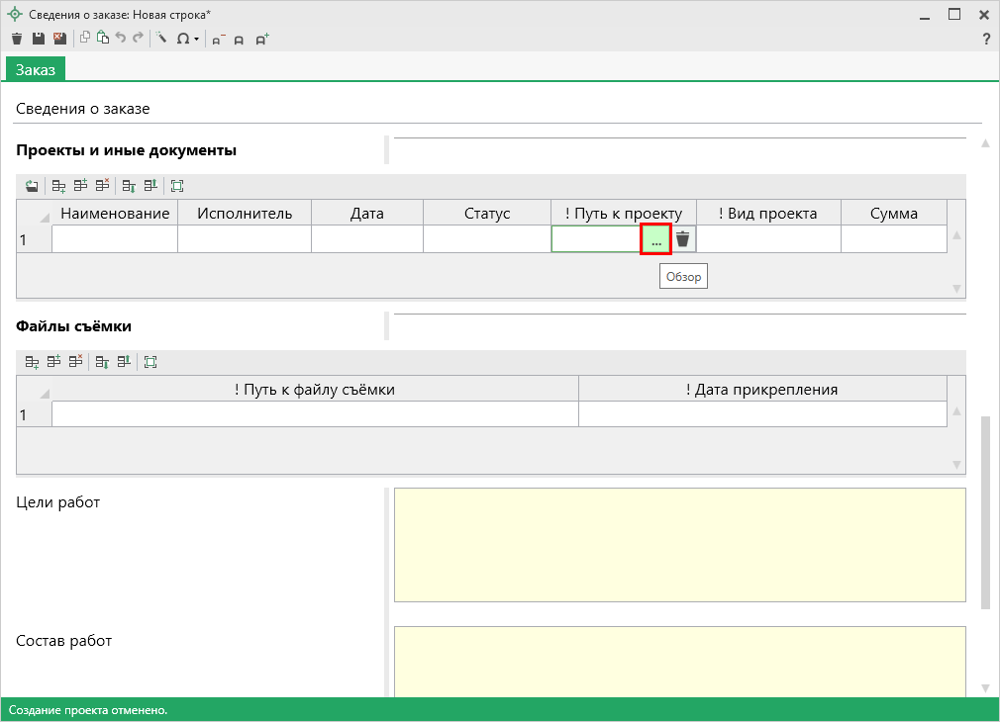 Сведения о заказе: Новая строка*
?
Заказ
Сведения о заказе
Проекты и иные документы
Наименование Исполнитель Дата Статус ! Путь к проекту ! Вид проекта Сумма
1 ...
Обзор
Файлы съёмки
! Путь к файлу съёмки ! Дата прикрепления
1
Цели работ
Состав работ
Создание проекта отменено.